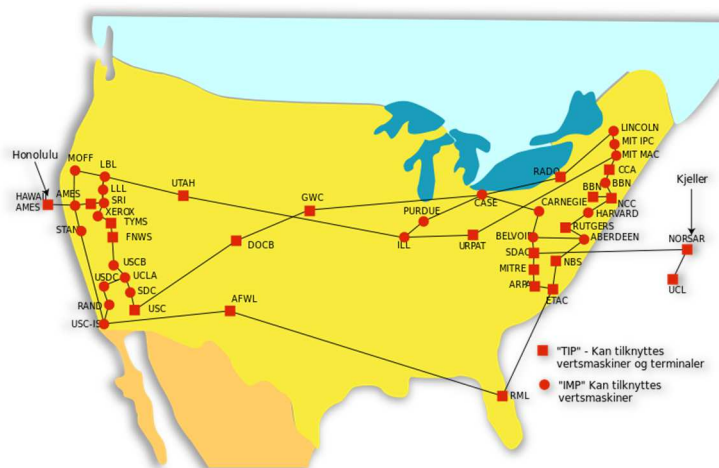 LINCOLN
MIT IPC
MIT MAC
Honolulu
MOFF
LBL
RADC
CCA
BBN
BBN
NCC
Kjeller
HAWAII
AMES
AMES
LLL
SRI
UTAH
GWC
CASE
CARNEGIE
HARVARD
XEROX
TYMS
PURDUE
RUTGERS
STAN
FNWS
DOCB
ILL
URPAT
BELVOIR
ABERDEEN
NORSAR
SDAC
USCB
NBS
MITRE
USDC
UCLA
SDC
ARPA
UCL
RAND
USC
AFWL
ETAC
USC-IS
"TIP" - Kan tilknyttes
vertsmaskiner og terminaler
"IMP" Kan tilknyttes
vertsmaskiner
RML